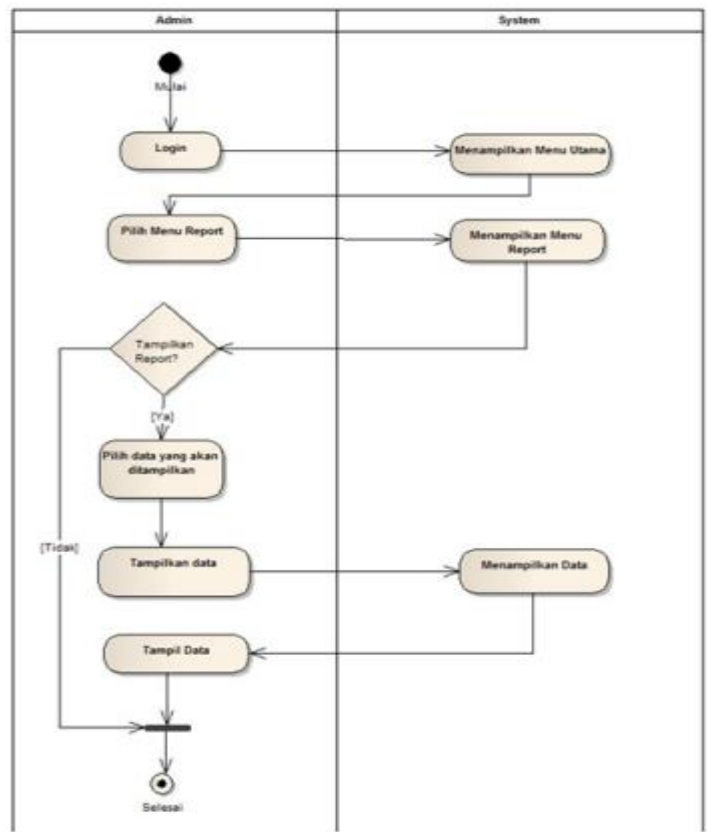 Admin
System
Mulai
Login
Menampilkan Menu Utama
Pilih Menu Report
Menampilkan Menu
Report
Tampilkan
Report?
[Ya]
Pilih data yang akan
ditampilkan
[Tidak]
Tampilkan data
Menampilkan Data
Tampil Data
Selesai